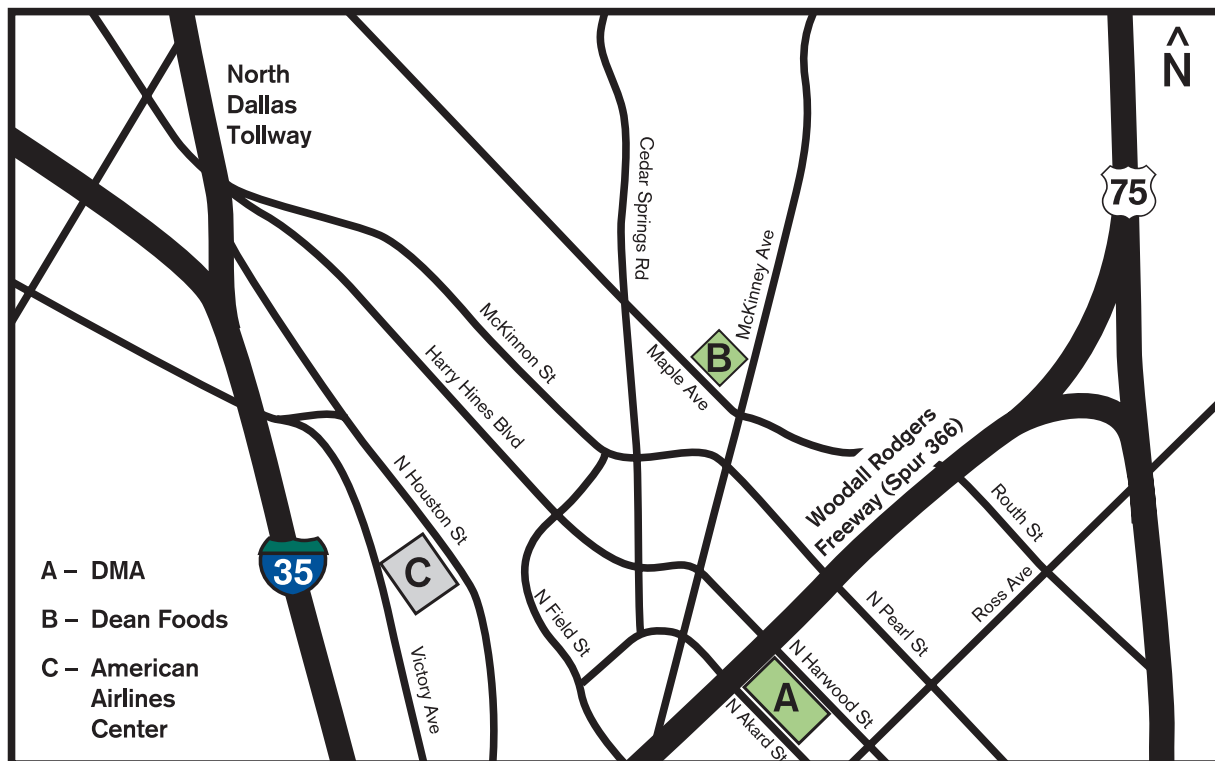 North
Dallas
Tollway
N
75
Cedar Springs Rd
McKinney Ave
McKinnon St
Harry Hines Blvd
B
Maple Ave
Woodall Rodgers
Freeway (Spur 366)
N Houston St
Routh St
Ross Ave
35
C
N Field St
N Pearl St
Victory Ave
A
N Harwood St
N Akard St
A – DMA
B – Dean Foods
C – American
Airlines
Center